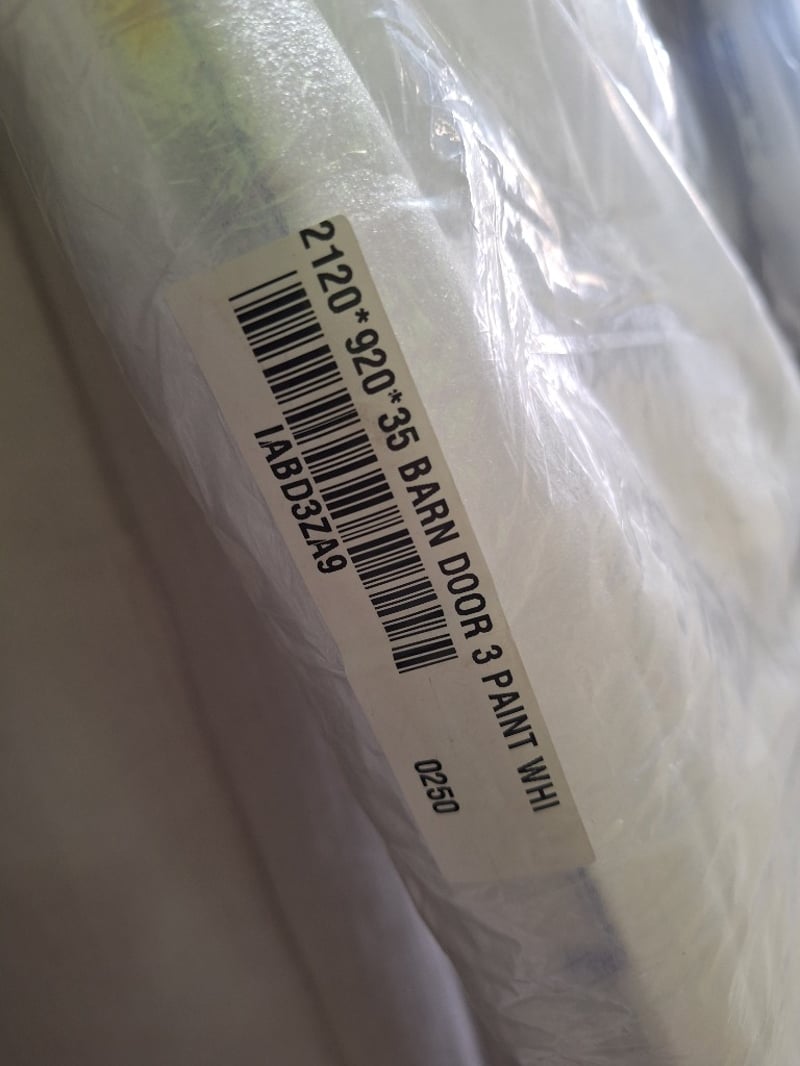 2120*920*35 BARN DOOR 3 PAINT WHI
IABD3ZA9
0250